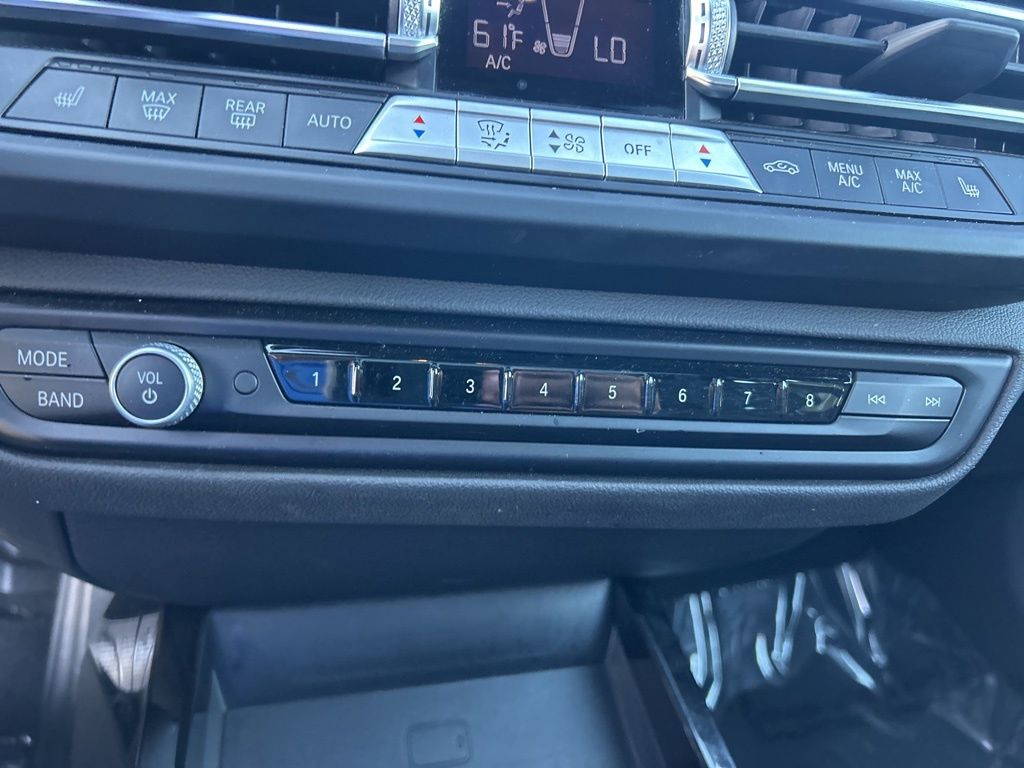 61°F LO
A/C
MAX
REAR
AUTO
OFF
MENU
A/C
MAX
A/C
MODE
BAND
VOL
1 2 3 4 5 6 7 8